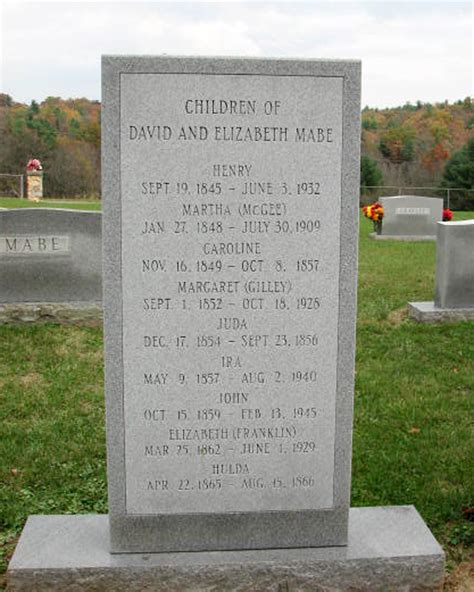 CHILDREN OF
DAVID AND ELIZABETH MABE
HENRY
SEPT 19, 1845 - JUNE 3, 1932
MARTHA (MCGEE)
JAN 27, 1848 - JULY 30, 1909
CAROLINE
NOV 16, 1849 - OCT 8, 1857
MARGARET (GILLEY)
SEPT 1, 1852 - OCT 18, 1928
JUDA
DEC 17, 1854 - SEPT 23, 1856
IRA
MAY 9, 1857 - AUG 2, 1940
JOHN
OCT 15, 1859 - FEB 13, 1945
ELIZABETH (FRANKLIN)
MAR 25, 1862 - JUNE 1, 1929
HULDA
APR 22, 1865 - AUG 15, 1866
MABE